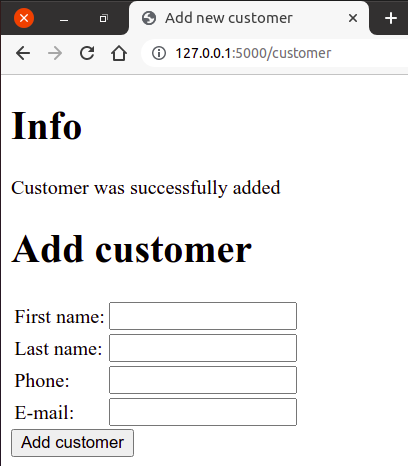 Add new customer
127.0.0.1:5000/customer
Info
Customer was successfully added
Add customer
First name:
Last name:
Phone:
E-mail:
Add customer